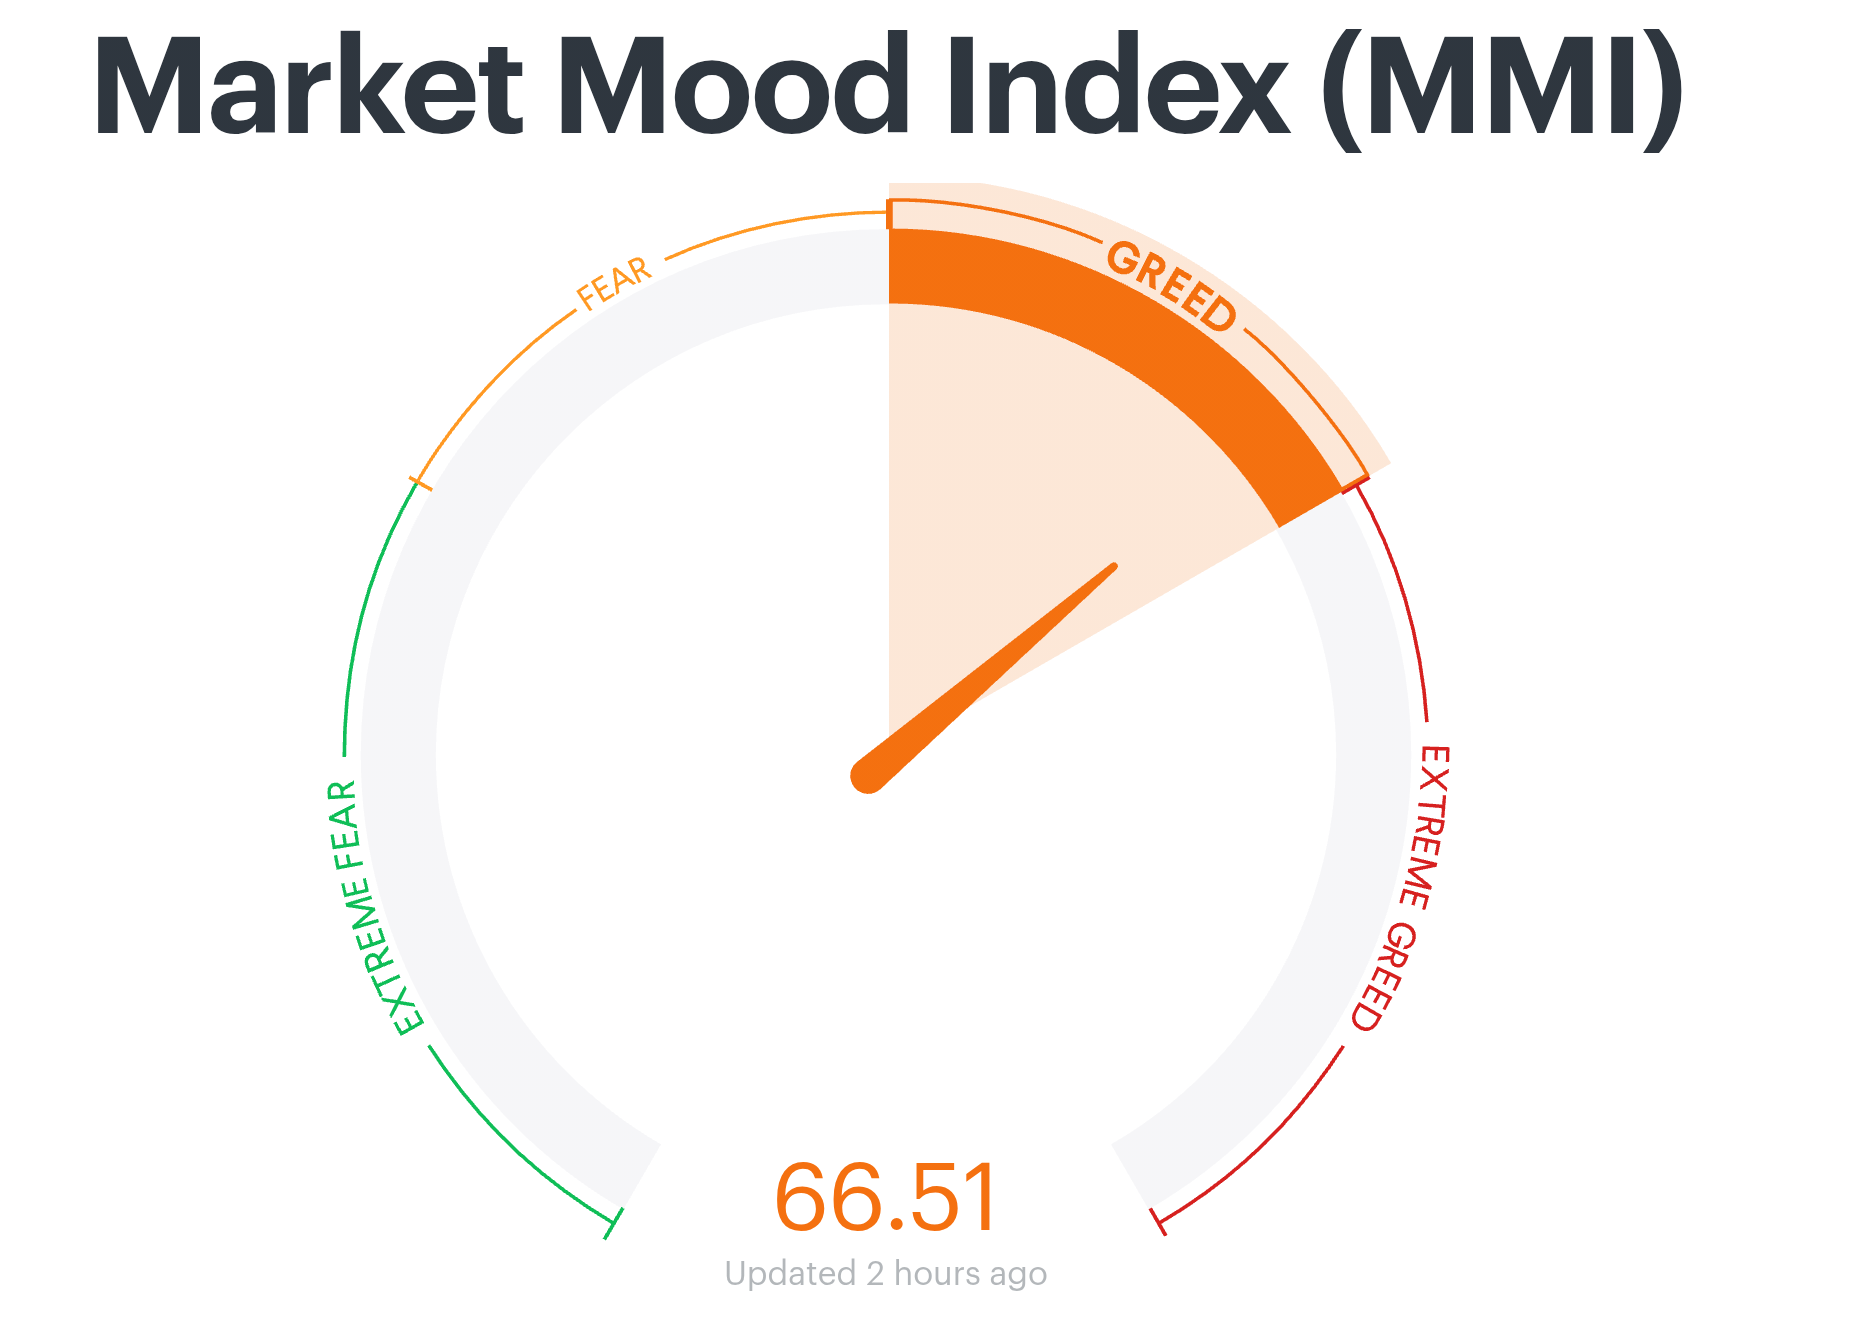 Market Mood Index (MMI)
FEAR
GREED
EXTREME FEAR
EXTREME GREED
66.51
Updated 2 hours ago